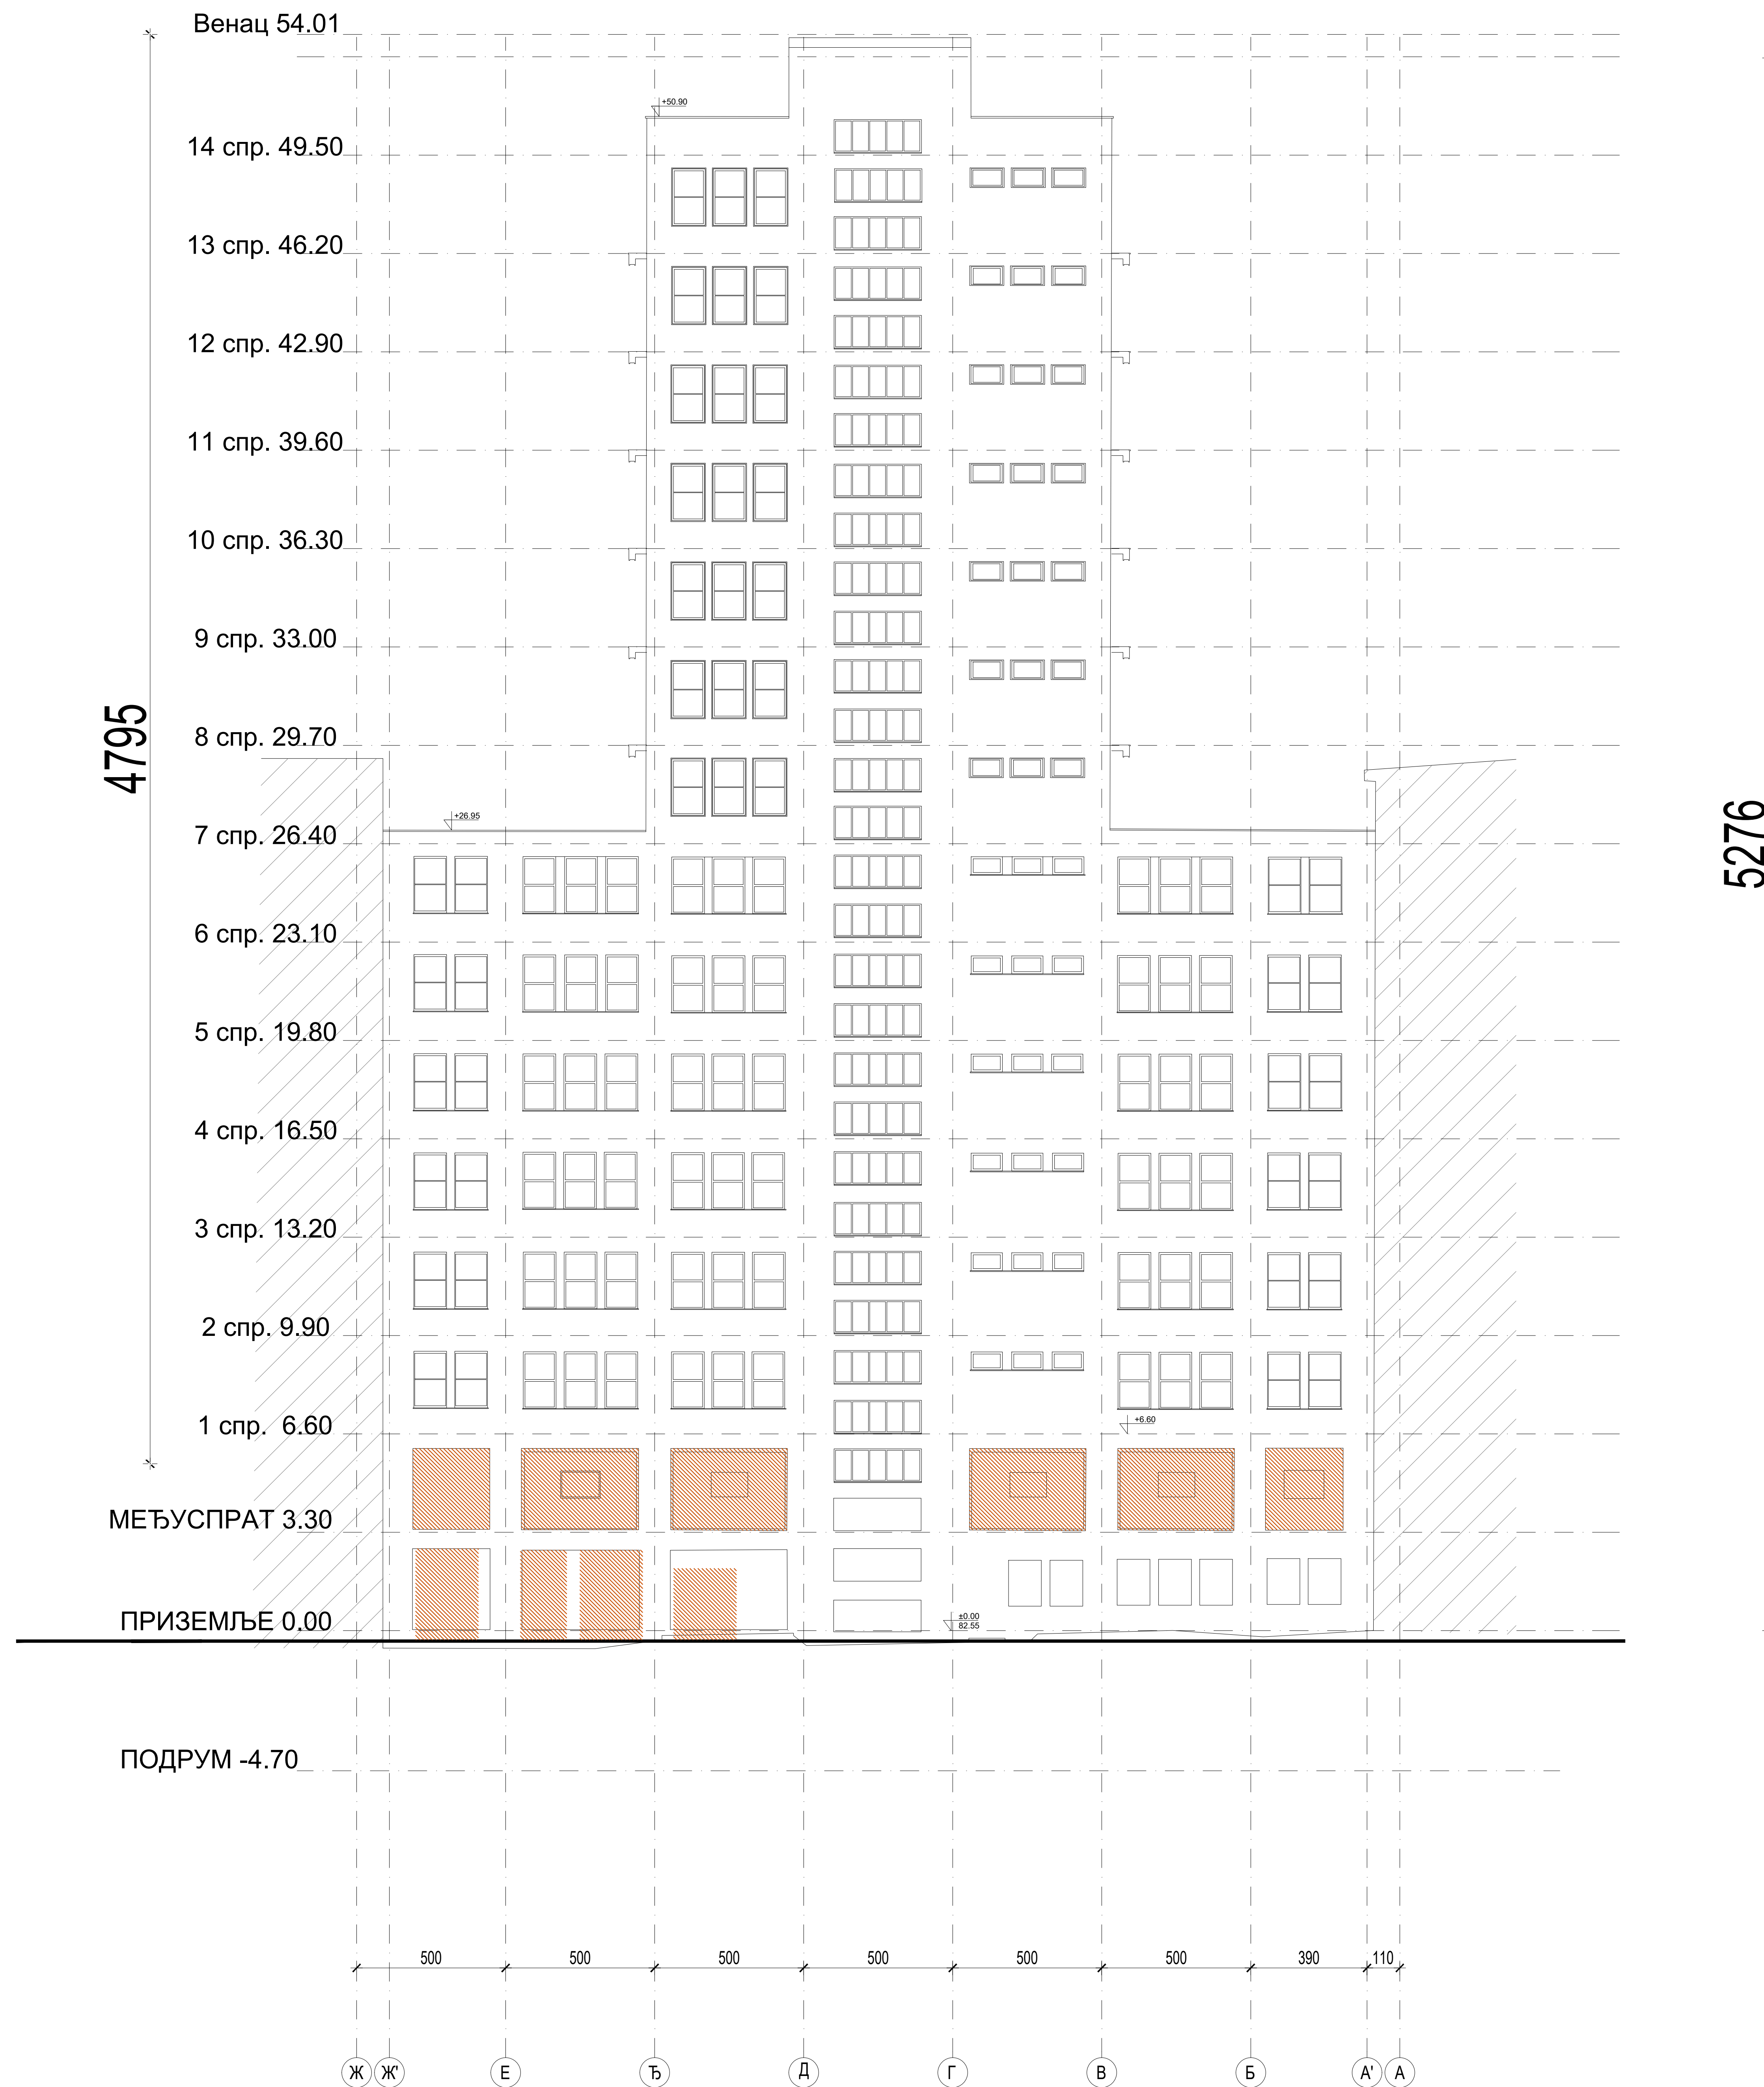 Венац 54.01
+50.90
14 спр. 49.50
13 спр. 46.20
12 спр. 42.90
11 спр. 39.60
10 спр. 36.30
9 спр. 33.00
8 спр. 29.70
4795
5276
+26.95
7 спр. 26.40
6 спр. 23.10
5 спр. 19.80
4 спр. 16.50
3 спр. 13.20
2 спр. 9.90
1 спр. 6.60
+6.60
МЕЂУСПРАТ 3.30
ПРИЗЕМЉЕ 0.00
±0.00
82.55
ПОДРУМ -4.70
500 500 500 500 500 500 390 110
Ж Ж' Е Ђ Д Г В Б А' А